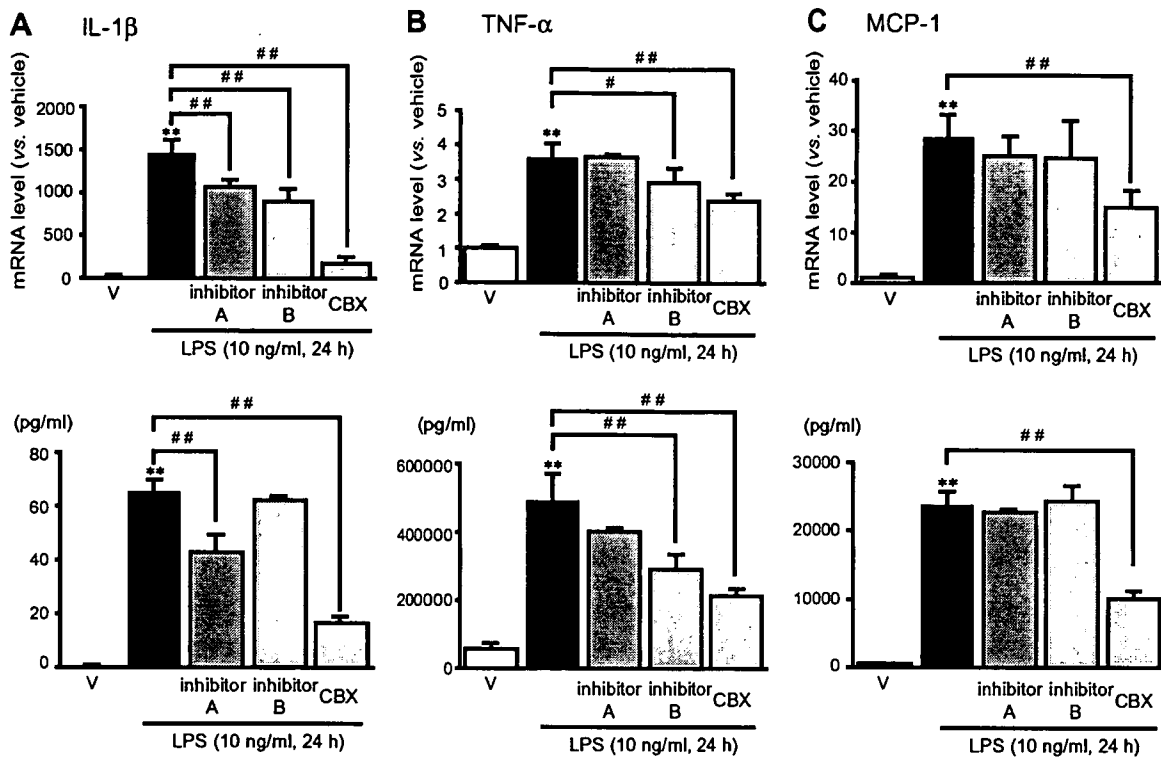 A IL-1β
mRNA level (vs. vehicle)
2000
1500
1000
500
0
**
##
##
##
V
inhibitor A
inhibitor B
CBX
LPS (10 ng/ml, 24 h)
B TNF-α
mRNA level (vs. vehicle)
5
4
3
2
1
0
**
#
##
V
inhibitor A
inhibitor B
CBX
LPS (10 ng/ml, 24 h)
C MCP-1
mRNA level (vs. vehicle)
40
30
20
10
0
**
##
V
inhibitor A
inhibitor B
CBX
LPS (10 ng/ml, 24 h)
(pg/ml)
80
60
40
20
0
**
##
##
V
inhibitor A
inhibitor B
CBX
LPS (10 ng/ml, 24 h)
(pg/ml)
600000
400000
200000
0
**
##
##
V
inhibitor A
inhibitor B
CBX
LPS (10 ng/ml, 24 h)
(pg/ml)
30000
20000
10000
0
**
##
V
inhibitor A
inhibitor B
CBX
LPS (10 ng/ml, 24 h)